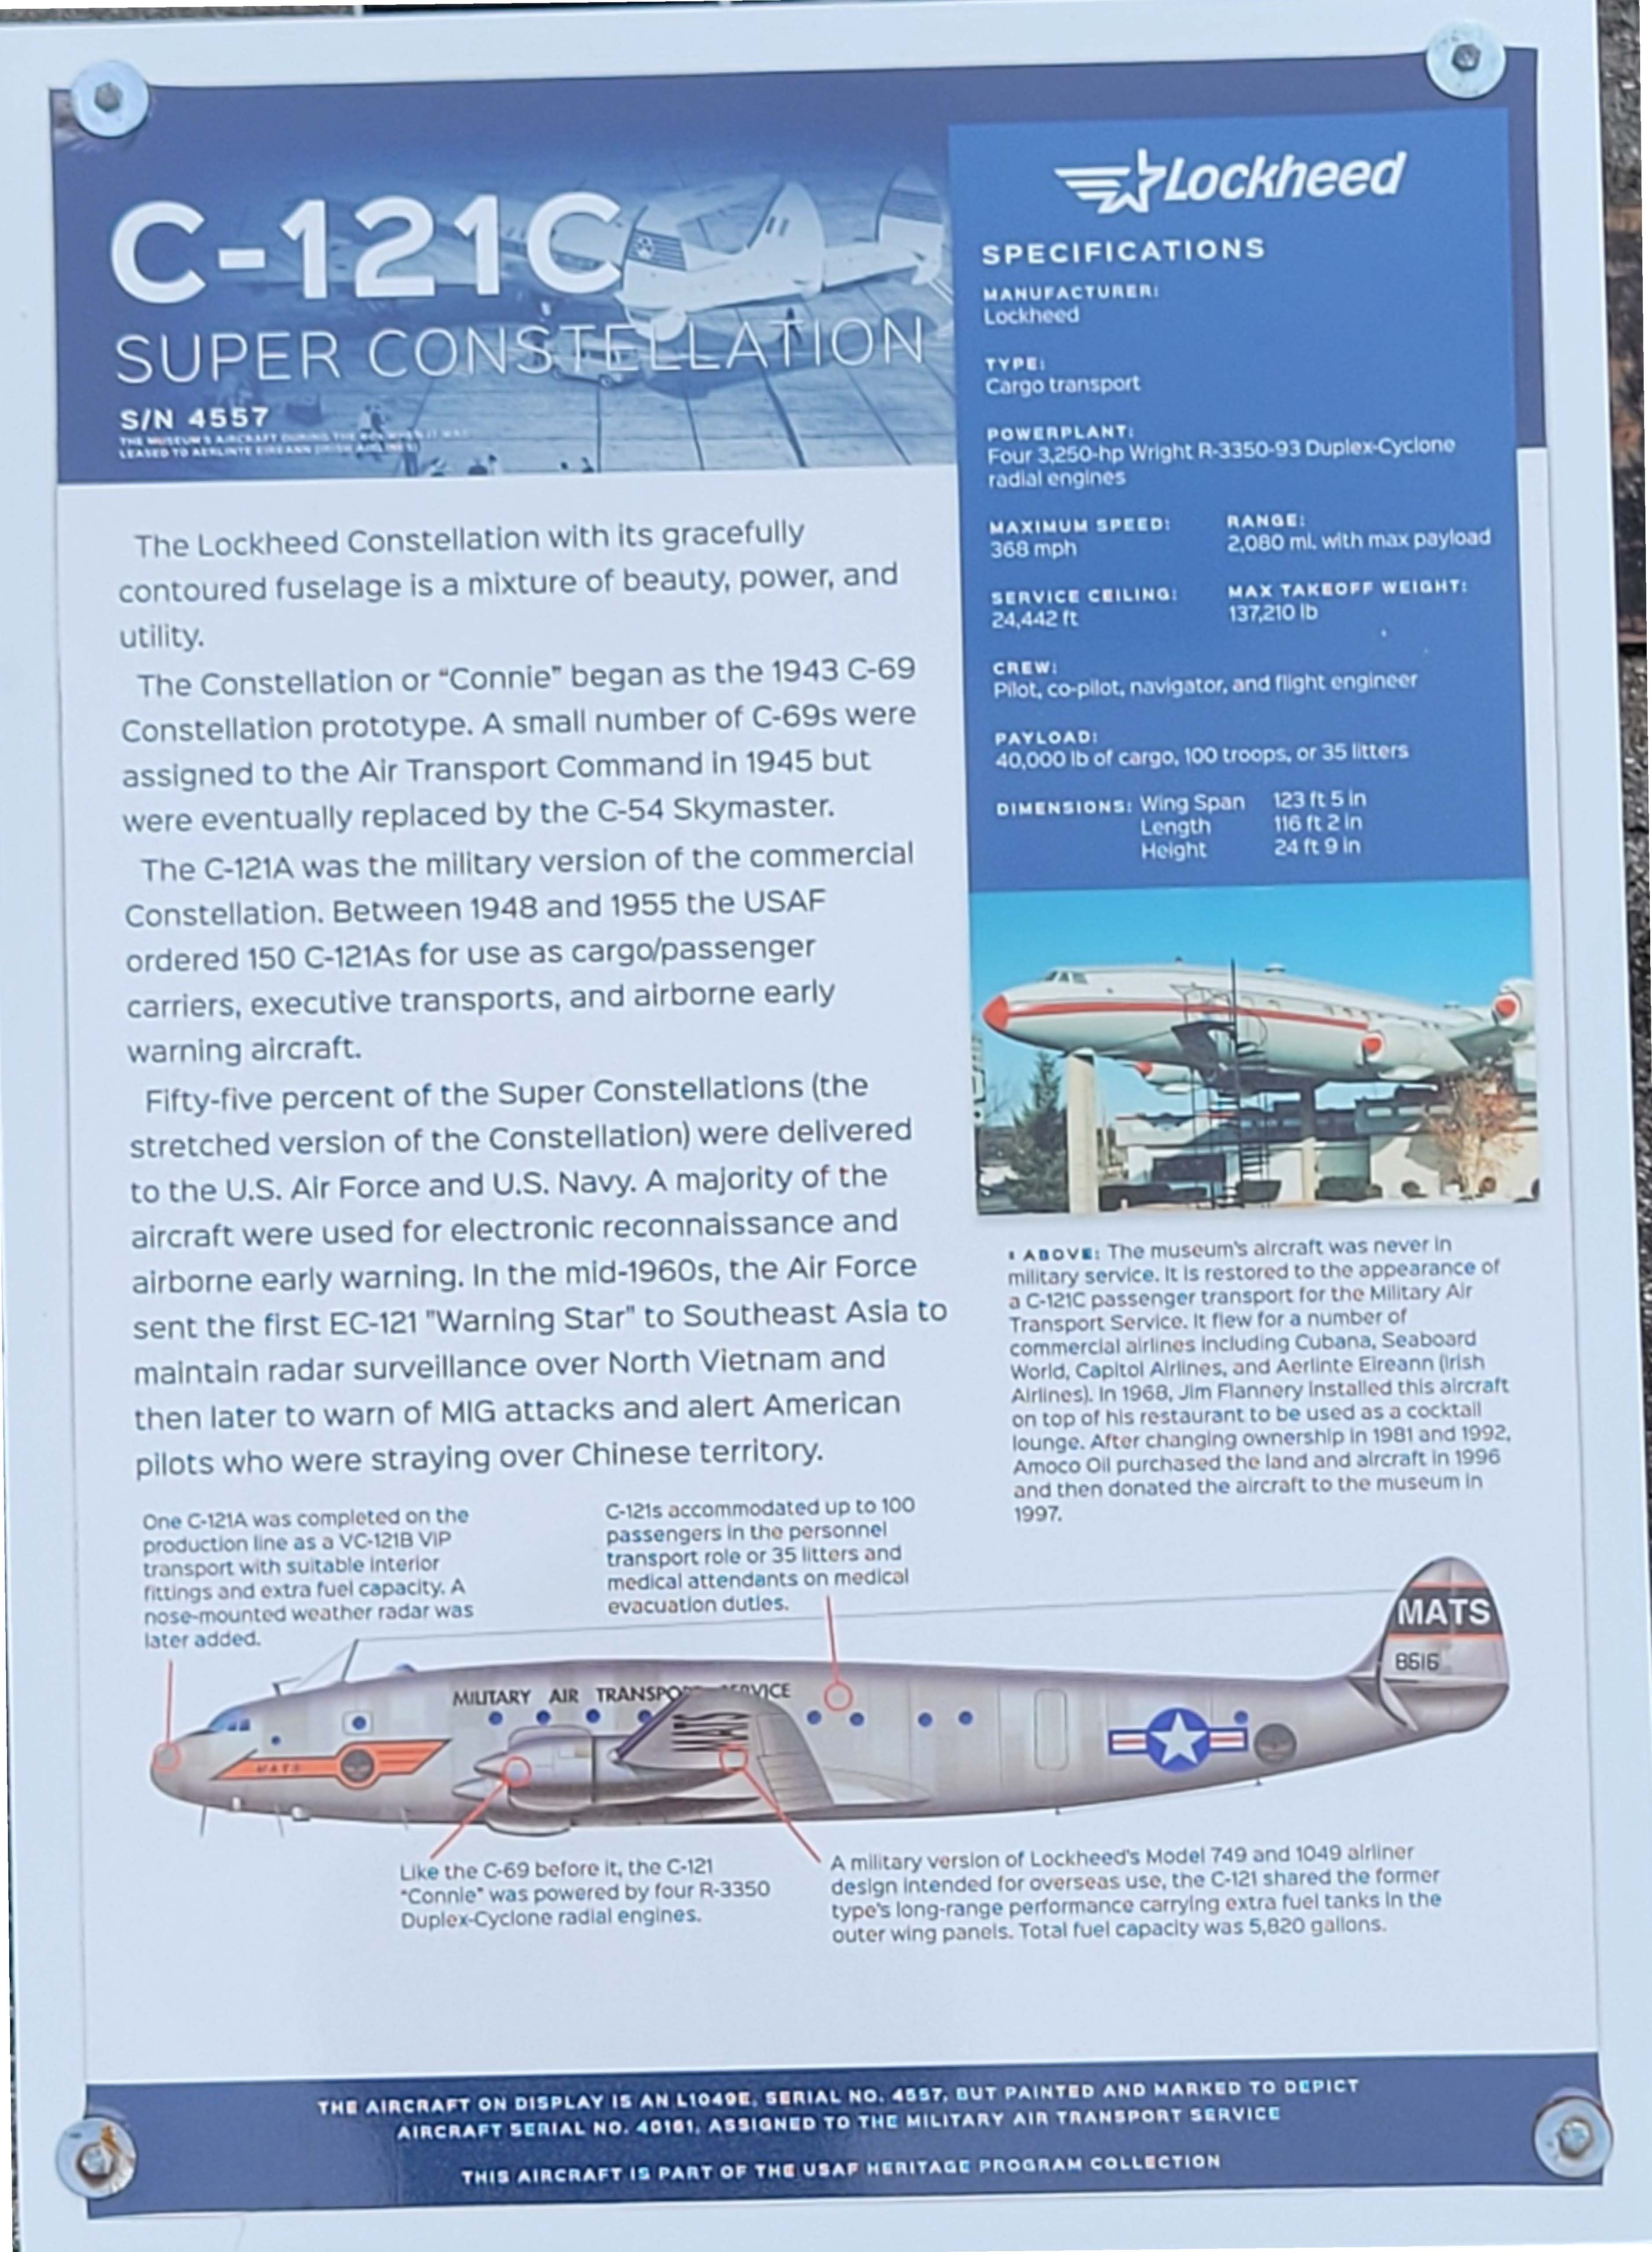 C-121C
SUPER CONSTELLATION
S/N 4557
THE MUSEUM'S AIRCRAFT DURING THE 60s WHEN IT WAS
LEASED TO AERLINTE EIREANN (IRISH AIRLINES)
The Lockheed Constellation with its gracefully
contoured fuselage is a mixture of beauty, power, and
utility.
The Constellation or “Connie” began as the 1943 C-69
Constellation prototype. A small number of C-69s were
assigned to the Air Transport Command in 1945 but
were eventually replaced by the C-54 Skymaster.
The C-121A was the military version of the commercial
Constellation. Between 1948 and 1955 the USAF
ordered 150 C-121As for use as cargo/passenger
carriers, executive transports, and airborne early
warning aircraft.
Fifty-five percent of the Super Constellations (the
stretched version of the Constellation) were delivered
to the U.S. Air Force and U.S. Navy. A majority of the
aircraft were used for electronic reconnaissance and
airborne early warning. In the mid-1960s, the Air Force
sent the first EC-121 "Warning Star" to Southeast Asia to
maintain radar surveillance over North Vietnam and
then later to warn of MIG attacks and alert American
pilots who were straying over Chinese territory.
Lockheed
SPECIFICATIONS
MANUFACTURER:
Lockheed
TYPE:
Cargo transport
POWERPLANT:
Four 3,250-hp Wright R-3350-93 Duplex-Cyclone
radial engines
MAXIMUM SPEED:
368 mph
RANGE:
2,080 mi. with max payload
SERVICE CEILING:
24,442 ft
MAX TAKEOFF WEIGHT:
137,210 lb
CREW:
Pilot, co-pilot, navigator, and flight engineer
PAYLOAD:
40,000 lb of cargo, 100 troops, or 35 litters
DIMENSIONS: Wing Span 123 ft 5 in
Length 116 ft 2 in
Height 24 ft 9 in
ABOVE: The museum's aircraft was never in
military service. It is restored to the appearance of
a C-121C passenger transport for the Military Air
Transport Service. It flew for a number of
commercial airlines including Cubana, Seaboard
World, Capitol Airlines, and Aerlinte Eireann (Irish
Airlines). In 1968, Jim Flannery installed this aircraft
on top of his restaurant to be used as a cocktail
lounge. After changing ownership in 1981 and 1992,
Amoco Oil purchased the land and aircraft in 1996
and then donated the aircraft to the museum in
1997.
One C-121A was completed on the
production line as a VC-121B VIP
transport with suitable interior
fittings and extra fuel capacity. A
nose-mounted weather radar was
later added.
C-121s accommodated up to 100
passengers in the personnel
transport role or 35 litters and
medical attendants on medical
evacuation duties.
MATS
8616
MILITARY AIR TRANSPORT SERVICE
MATS
Like the C-69 before it, the C-121
“Connie” was powered by four R-3350
Duplex-Cyclone radial engines.
A military version of Lockheed's Model 749 and 1049 airliner
design intended for overseas use, the C-121 shared the former
type's long-range performance carrying extra fuel tanks in the
outer wing panels. Total fuel capacity was 5,820 gallons.
THE AIRCRAFT ON DISPLAY IS AN L1049E, SERIAL NO. 4557, BUT PAINTED AND MARKED TO DEPICT
AIRCRAFT SERIAL NO. 40161, ASSIGNED TO THE MILITARY AIR TRANSPORT SERVICE
THIS AIRCRAFT IS PART OF THE USAF HERITAGE PROGRAM COLLECTION